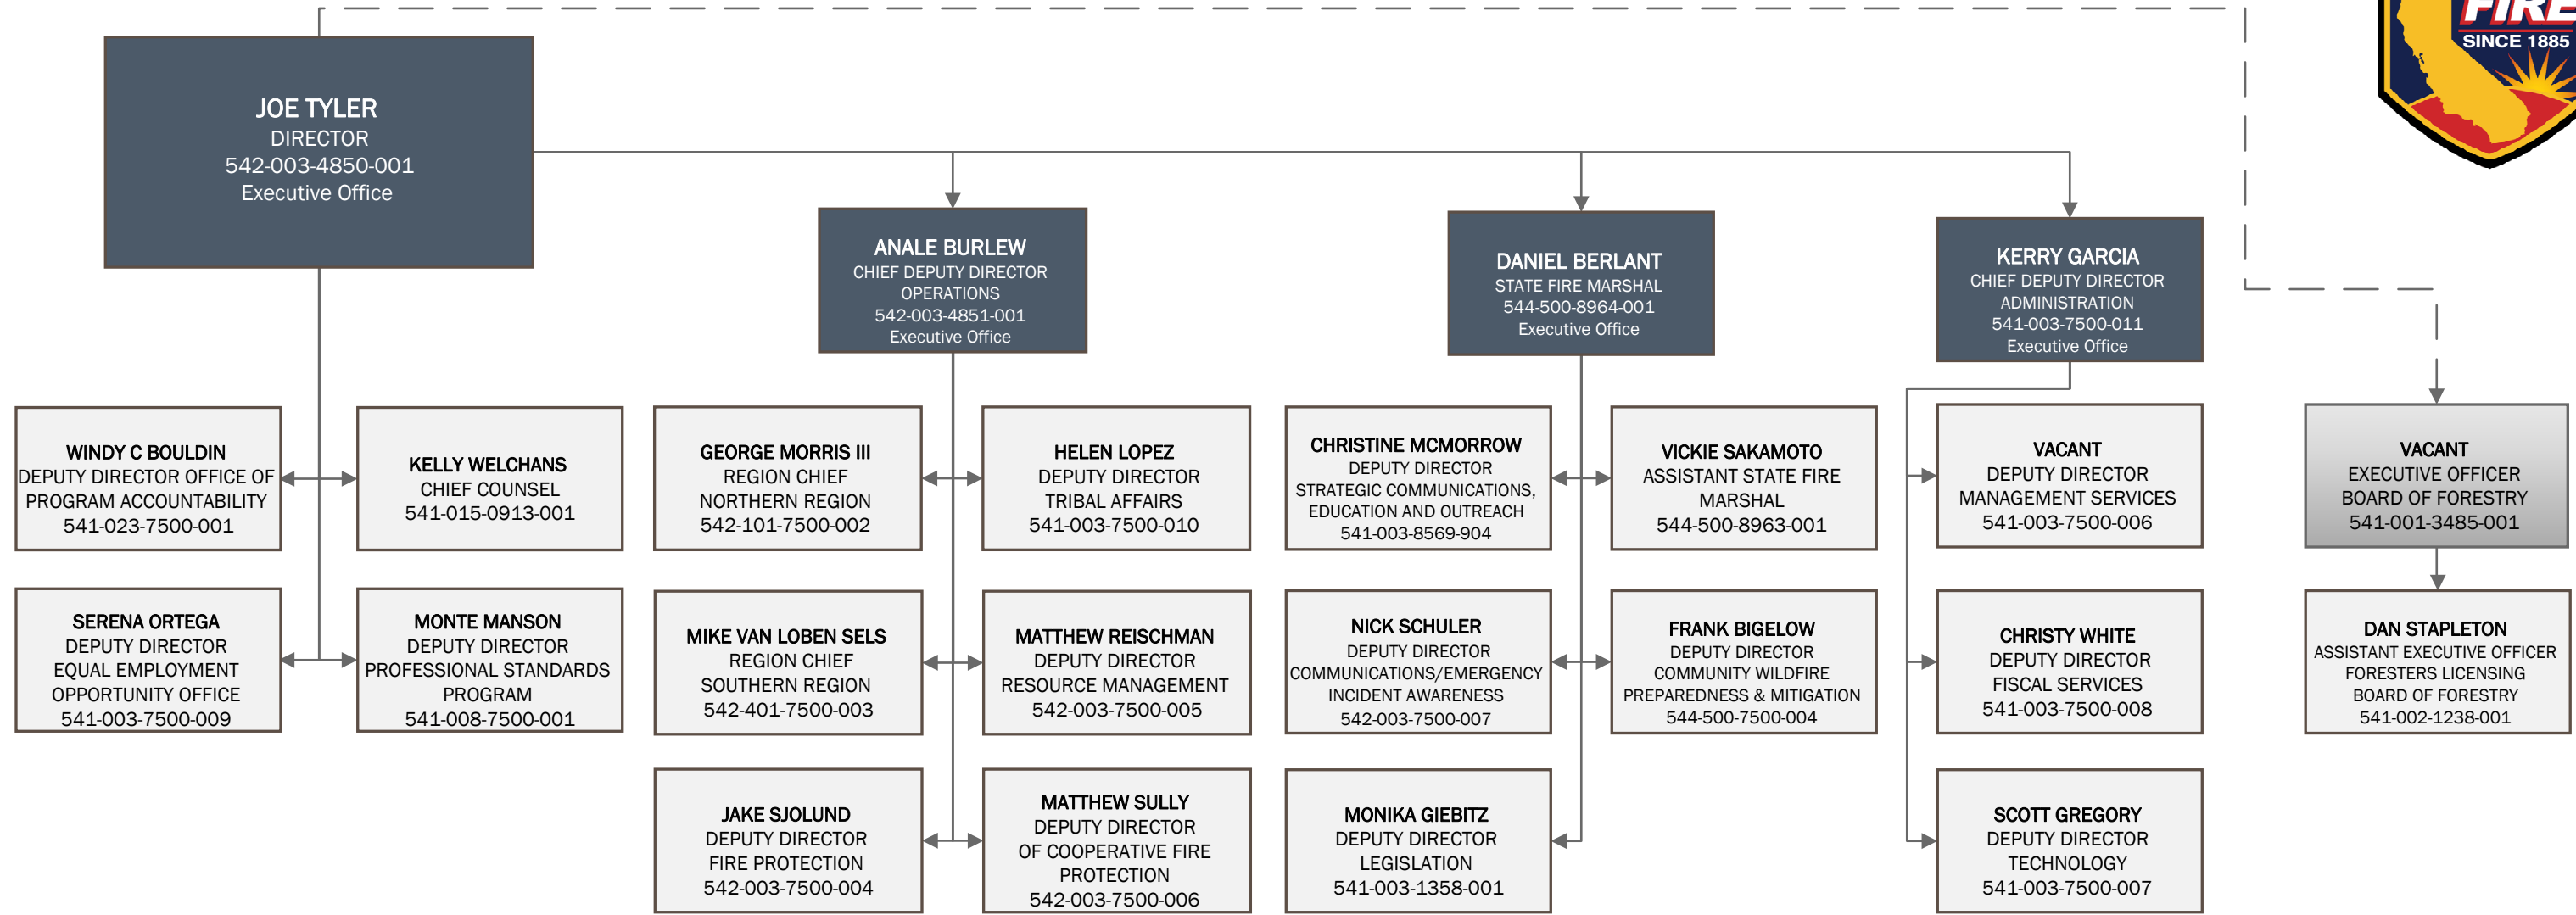 FIRE
SINCE 1885
JOE TYLER
DIRECTOR
542-003-4850-001
Executive Office
ANALE BURLEW
CHIEF DEPUTY DIRECTOR
OPERATIONS
542-003-4851-001
Executive Office
DANIEL BERLANT
STATE FIRE MARSHAL
544-500-8964-001
Executive Office
KERRY GARCIA
CHIEF DEPUTY DIRECTOR
ADMINISTRATION
541-003-7500-011
Executive Office
WINDY C BOULDIN
DEPUTY DIRECTOR OFFICE OF
PROGRAM ACCOUNTABILITY
541-023-7500-001
KELLY WELCHANS
CHIEF COUNSEL
541-015-0913-001
GEORGE MORRIS III
REGION CHIEF
NORTHERN REGION
542-101-7500-002
HELEN LOPEZ
DEPUTY DIRECTOR
TRIBAL AFFAIRS
541-003-7500-010
CHRISTINE MCMORROW
DEPUTY DIRECTOR
STRATEGIC COMMUNICATIONS,
EDUCATION AND OUTREACH
541-003-8569-904
VICKIE SAKAMOTO
ASSISTANT STATE FIRE
MARSHAL
544-500-8963-001
VACANT
DEPUTY DIRECTOR
MANAGEMENT SERVICES
541-003-7500-006
VACANT
EXECUTIVE OFFICER
BOARD OF FORESTRY
541-001-3485-001
SERENA ORTEGA
DEPUTY DIRECTOR
EQUAL EMPLOYMENT
OPPORTUNITY OFFICE
541-003-7500-009
MONTE MANSON
DEPUTY DIRECTOR
PROFESSIONAL STANDARDS
PROGRAM
541-008-7500-001
MIKE VAN LOBEN SELS
REGION CHIEF
SOUTHERN REGION
542-401-7500-003
MATTHEW REISCHMAN
DEPUTY DIRECTOR
RESOURCE MANAGEMENT
542-003-7500-005
NICK SCHULER
DEPUTY DIRECTOR
COMMUNICATIONS/EMERGENCY
INCIDENT AWARENESS
542-003-7500-007
FRANK BIGELOW
DEPUTY DIRECTOR
COMMUNITY WILDFIRE
PREPAREDNESS & MITIGATION
544-500-7500-004
CHRISTY WHITE
DEPUTY DIRECTOR
FISCAL SERVICES
541-003-7500-008
DAN STAPLETON
ASSISTANT EXECUTIVE OFFICER
FORESTERS LICENSING
BOARD OF FORESTRY
541-002-1238-001
JAKE SJOLUND
DEPUTY DIRECTOR
FIRE PROTECTION
542-003-7500-004
MATTHEW SULLY
DEPUTY DIRECTOR
OF COOPERATIVE FIRE
PROTECTION
542-003-7500-006
MONIKA GIEBITZ
DEPUTY DIRECTOR
LEGISLATION
541-003-1358-001
SCOTT GREGORY
DEPUTY DIRECTOR
TECHNOLOGY
541-003-7500-007